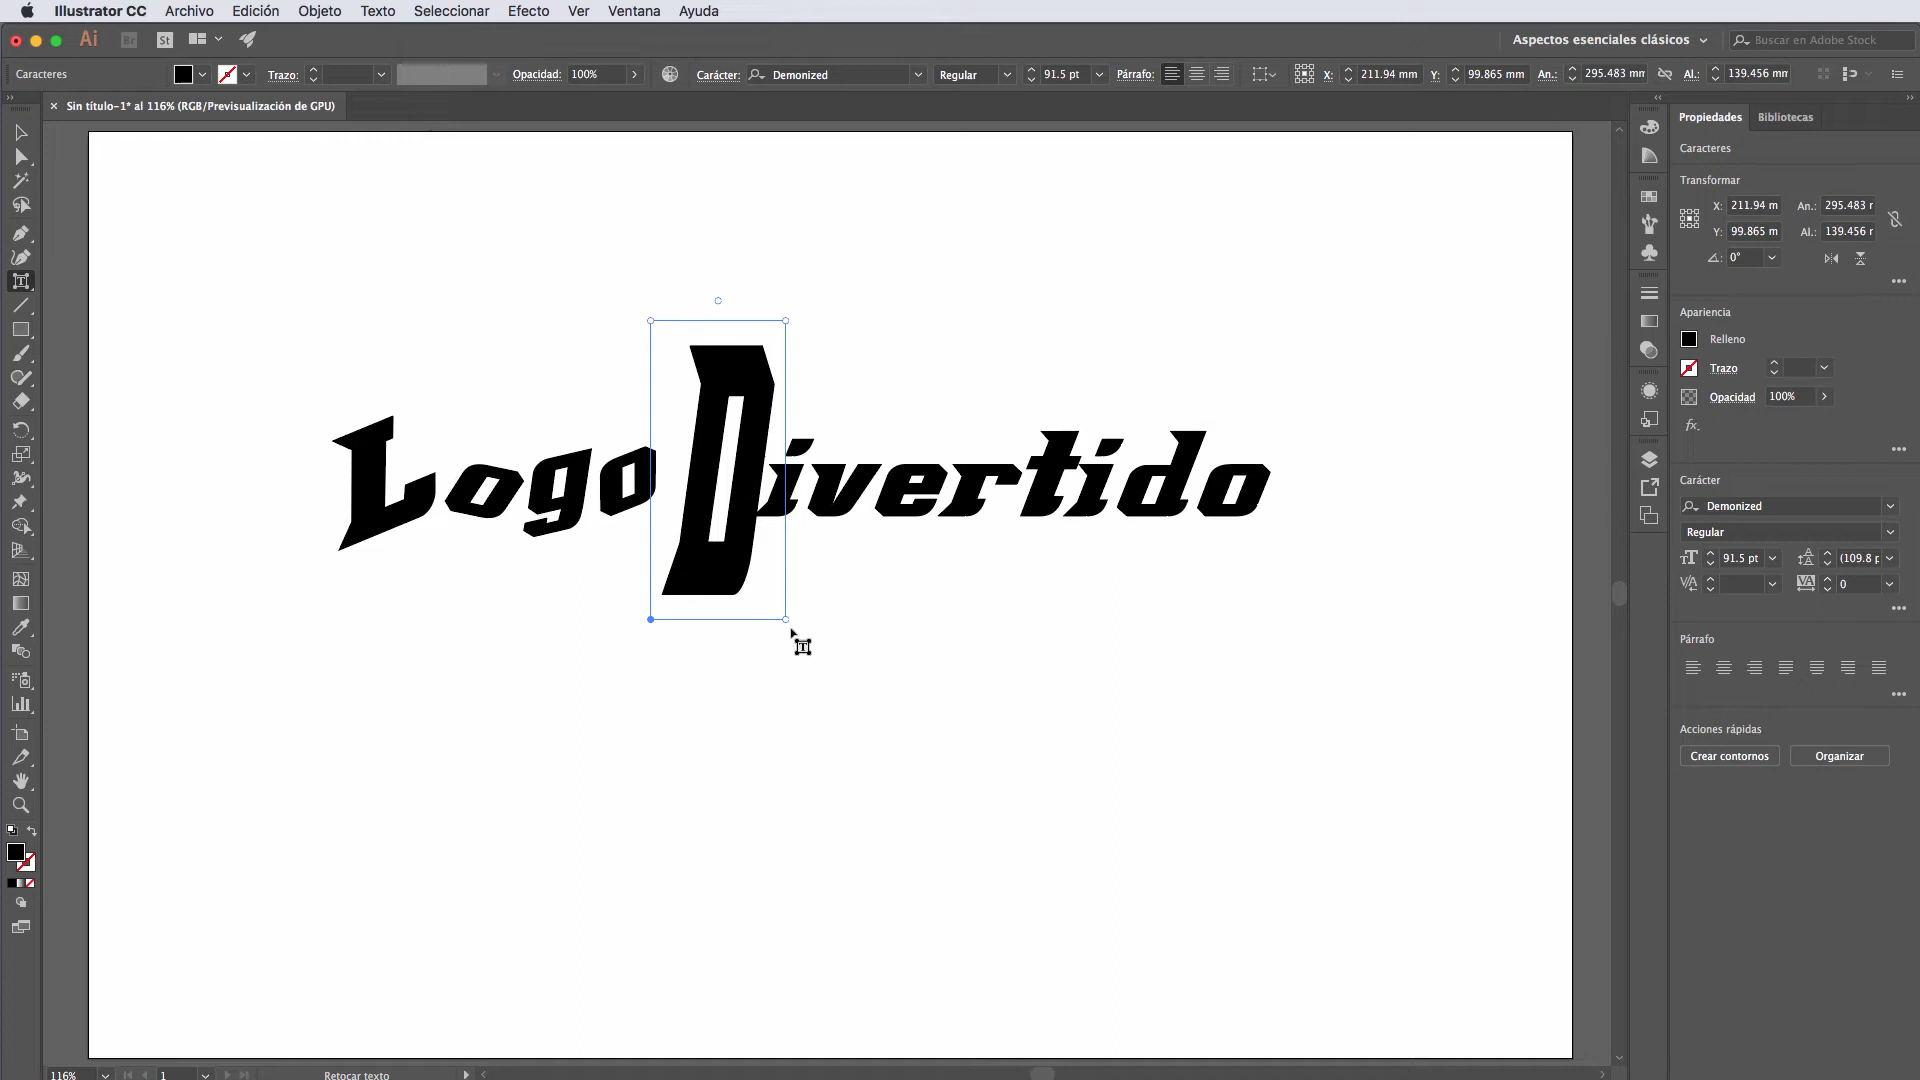 Illustrator CC Archivo Edición Objeto Texto Seleccionar Efecto Ver Ventana Ayuda
Ai Br St Aspectos esenciales clásicos Buscar en Adobe Stock
Caracteres Trazo: Opacidad: 100% Carácter: Demonized Regular 91.5 pt Párrafo: X: 211.94 mm Y: 99.865 mm An.: 295.483 mm Al.: 139.456 mm
Sin título-1* al 116% (RGB/Previsualización de GPU)
Propiedades Bibliotecas
Caracteres
Transformar
X: 211.94 m An.: 295.483 r
Y: 99.865 m Al.: 139.456 r
0°
Apariencia
Relleno
Trazo
Opacidad 100%
fx.
Carácter
Demonized
Regular
91.5 pt (109.8 p
0
Párrafo
Acciones rápidas
Crear contornos Organizar
Logo Divertido
116% 1 Retocar texto